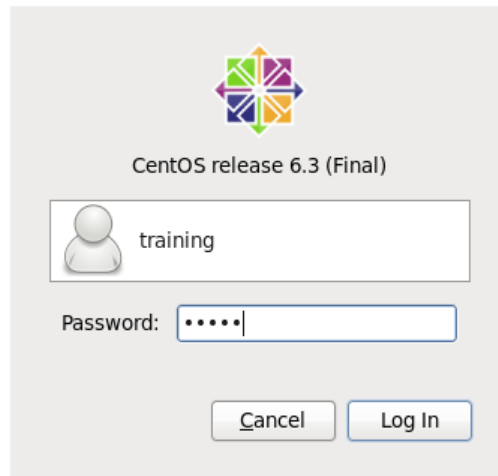 CentOS release 6.3 (Final)
training
Password: •••••
Cancel
Log In